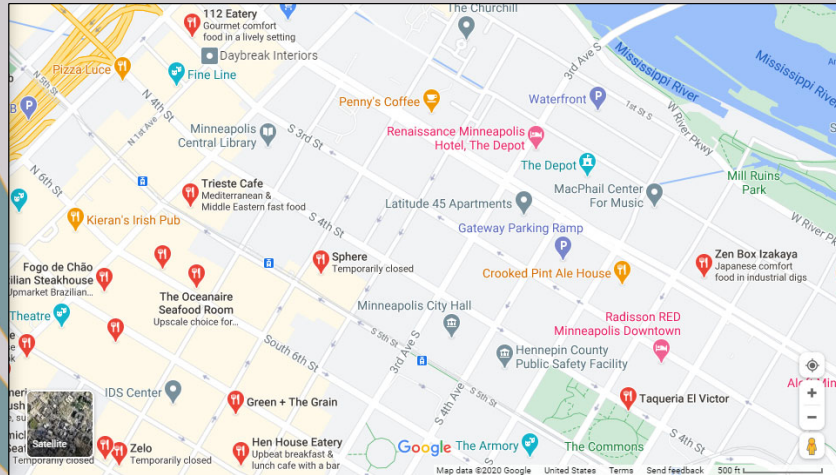 112 Eatery
Gourmet comfort
food in a lively setting
The Churchill
3rd Ave S
Mississippi River
Mississippi River
Daybreak Interiors
Pizza Luce
Fine Line
N 5th St
N 4th St
N 1st Ave
B
Penny's Coffee
Waterfront
1st St S
W River Pkwy
Minneapolis
Central Library
S 3rd St
Renaissance Minneapolis
Hotel, The Depot
The Depot
Mill Ruins
Park
N 6th St
Trieste Cafe
Mediterranean &
Middle Eastern fast food
MacPhail Center
For Music
Latitude 45 Apartments
W River Pkwy
Kieran's Irish Pub
S 4th St
Gateway Parking Ramp
Sphere
Temporarily closed
Zen Box Izakaya
Japanese comfort
food in industrial digs
Fogo de Chão
ilian Steakhouse
Upmarket Brazilian...
Crooked Pint Ale House
The Oceanaire
Seafood Room
Upscale choice for...
Theatre
Minneapolis City Hall
Radisson RED
Minneapolis Downtown
S 5th St
3rd Ave S
South 6th St
Hennepin County
Public Safety Facility
IDS Center
4th Ave S
S 5th St
Green + The Grain
Taqueria El Victor
Satellite
Zelo
Temporarily closed
Hen House Eatery
Upbeat breakfast &
lunch cafe with a bar
Google
The Armory
The Commons
S 4th St
Map data ©2020 Google United States Terms Send feedback 500 ft